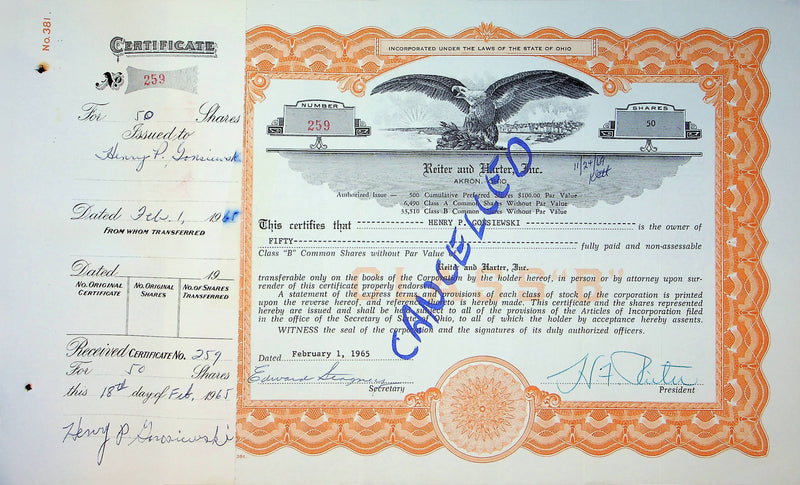 No. 381.
CERTIFICATE
No 259
For 50 Shares
Issued to
Henry P. Gonsiewski
Dated Feb. 1, 1965
FROM WHOM TRANSFERRED
Dated 19
NO. ORIGINAL CERTIFICATE
NO. ORIGINAL SHARES
NO. OF SHARES TRANSFERRED
Received CERTIFICATE NO. 259
For 50 Shares
this 18th day of Feb, 1965
Henry P Gonsiewski
INCORPORATED UNDER THE LAWS OF THE STATE OF OHIO
NUMBER
259
SHARES
50
Reiter and Harter, Inc.
AKRON, OHIO
11/24/69
Authorized Issue — 500 Cumulative Preferred Shares $100.00 Par Value
6,490 Class A Common Shares Without Par Value
35,510 Class B Common Shares Without Par Value
CANCELLED
This certifies that HENRY P. GONSIEWSKI is the owner of
FIFTY fully paid and non-assessable
Class "B" Common Shares without Par Value of
Reiter and Harter, Inc.
CLASS "B"
transferable only on the books of the Corporation by the holder hereof, in person or by attorney upon sur-
render of this certificate properly endorsed.
A statement of the express terms and provisions of each class of stock of the corporation is printed
upon the reverse hereof, and reference thereto is hereby made. This certificate and the shares represented
hereby are issued and shall be held subject to all of the provisions of the Articles of Incorporation filed
in the office of the Secretary of State of Ohio, to all of which the holder by acceptance hereby assents.
WITNESS the seal of the corporation and the signatures of its duly authorized officers.
Dated February 1, 1965
Secretary
H F Reiter
President
381.